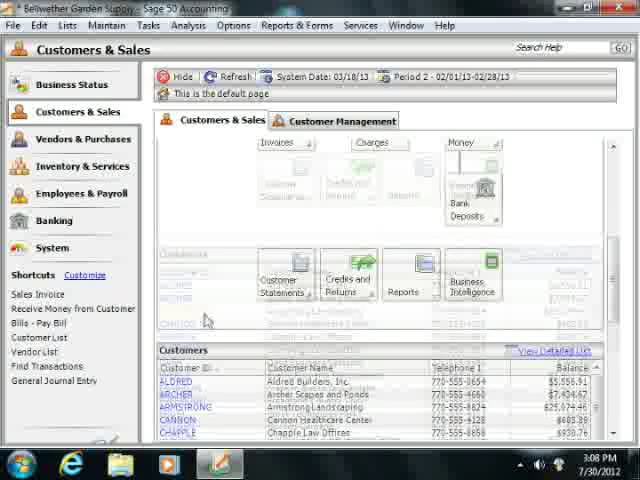 * Bellwether Garden Supply - Sage 50 Accounting
File Edit Lists Maintain Tasks Analysis Options Reports & Forms Services Window Help
Customers & Sales
Search Help
GO
Business Status
Customers & Sales
Vendors & Purchases
Inventory & Services
Employees & Payroll
Banking
System
Shortcuts Customize
Sales Invoice
Receive Money from Customer
Bills - Pay Bill
Customer List
Vendor List
Find Transactions
General Journal Entry
Hide Refresh System Date: 03/18/13 Period 2 - 02/01/13-02/28/13
This is the default page
Customers & Sales Customer Management
Invoices Charges Money
Bank
Deposits
Customer
Statements
Credits and
Returns
Reports
Business
Intelligence
Customers View Detailed List
Customer ID Customer Name Telephone 1 Balance
ALDRED Aldred Builders, Inc. 770-555-0654 $5,556.91
ARCHER Archer Scapes and Ponds 770-555-4660 $7,434.67
ARMSTRONG Armstrong Landscaping 770-555-8824 $25,074.46
CANNON Cannon Healthcare Center 770-555-4128
CHAPPLE Chapple Law Offices 770-555-8858 $930.76
3:08 PM
7/30/2012